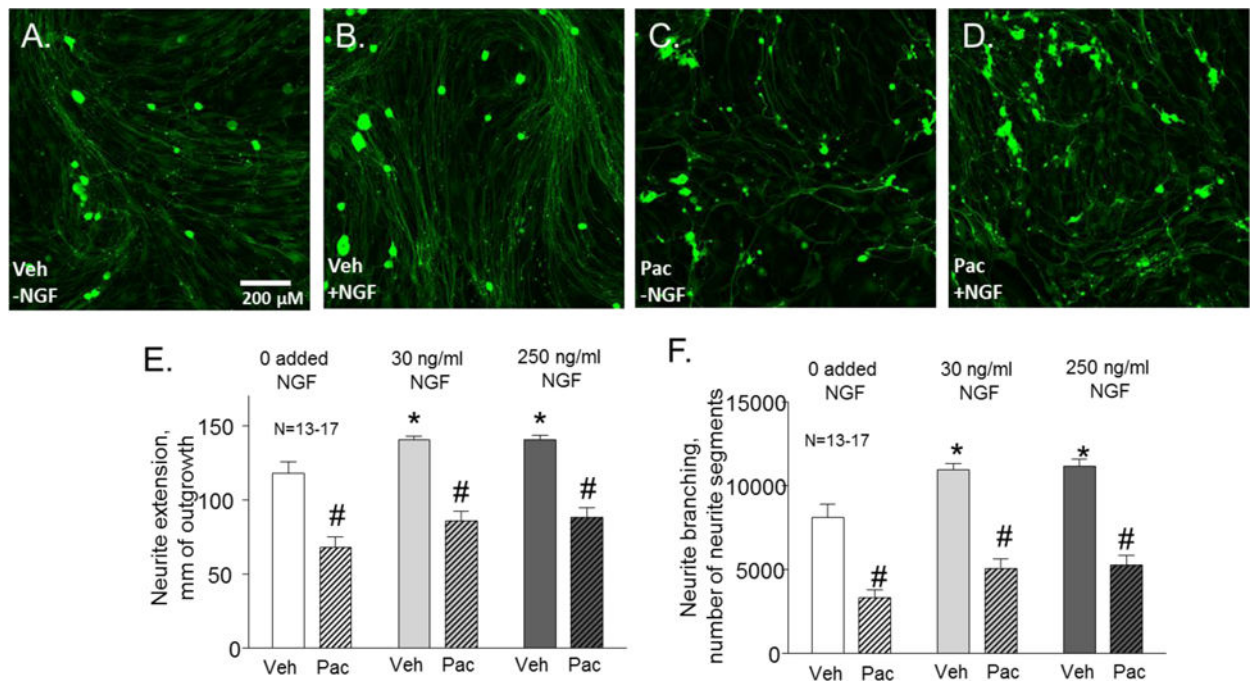 A.
Veh
-NGF
200 μM
B.
Veh
+NGF
C.
Pac
-NGF
D.
Pac
+NGF
E.
0 added
NGF
30 ng/ml
NGF
250 ng/ml
NGF
Neurite extension,
mm of outgrowth
150
100
50
0
N=13-17
#
*
#
*
#
Veh Pac Veh Pac Veh Pac
F.
0 added
NGF
30 ng/ml
NGF
250 ng/ml
NGF
Neurite branching,
number of neurite segments
15000
10000
5000
0
N=13-17
#
*
#
*
#
Veh Pac Veh Pac Veh Pac